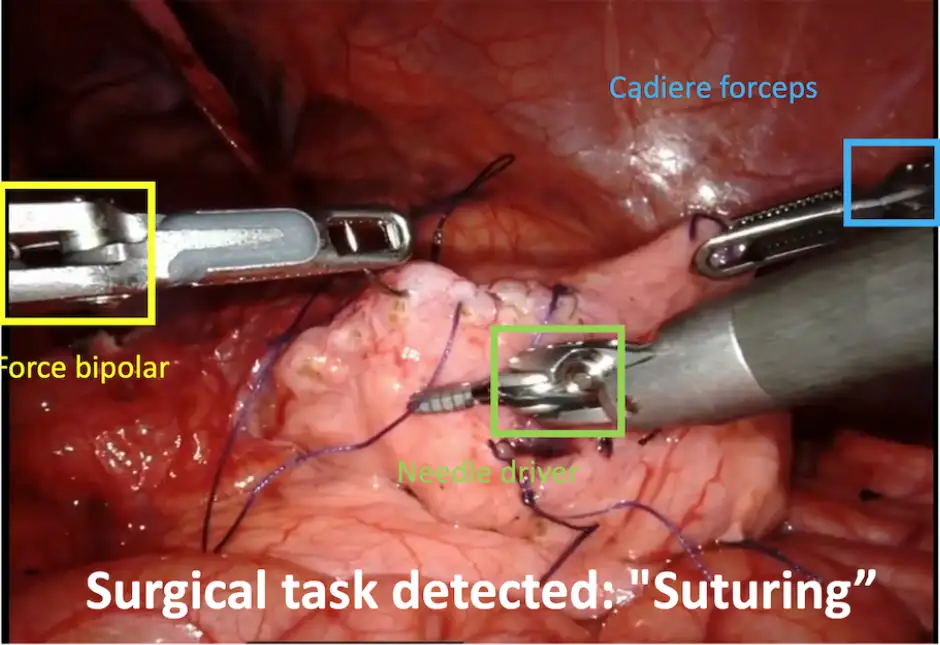 Cadiere forceps
Force bipolar
Needle driver
Surgical task detected: "Suturing”